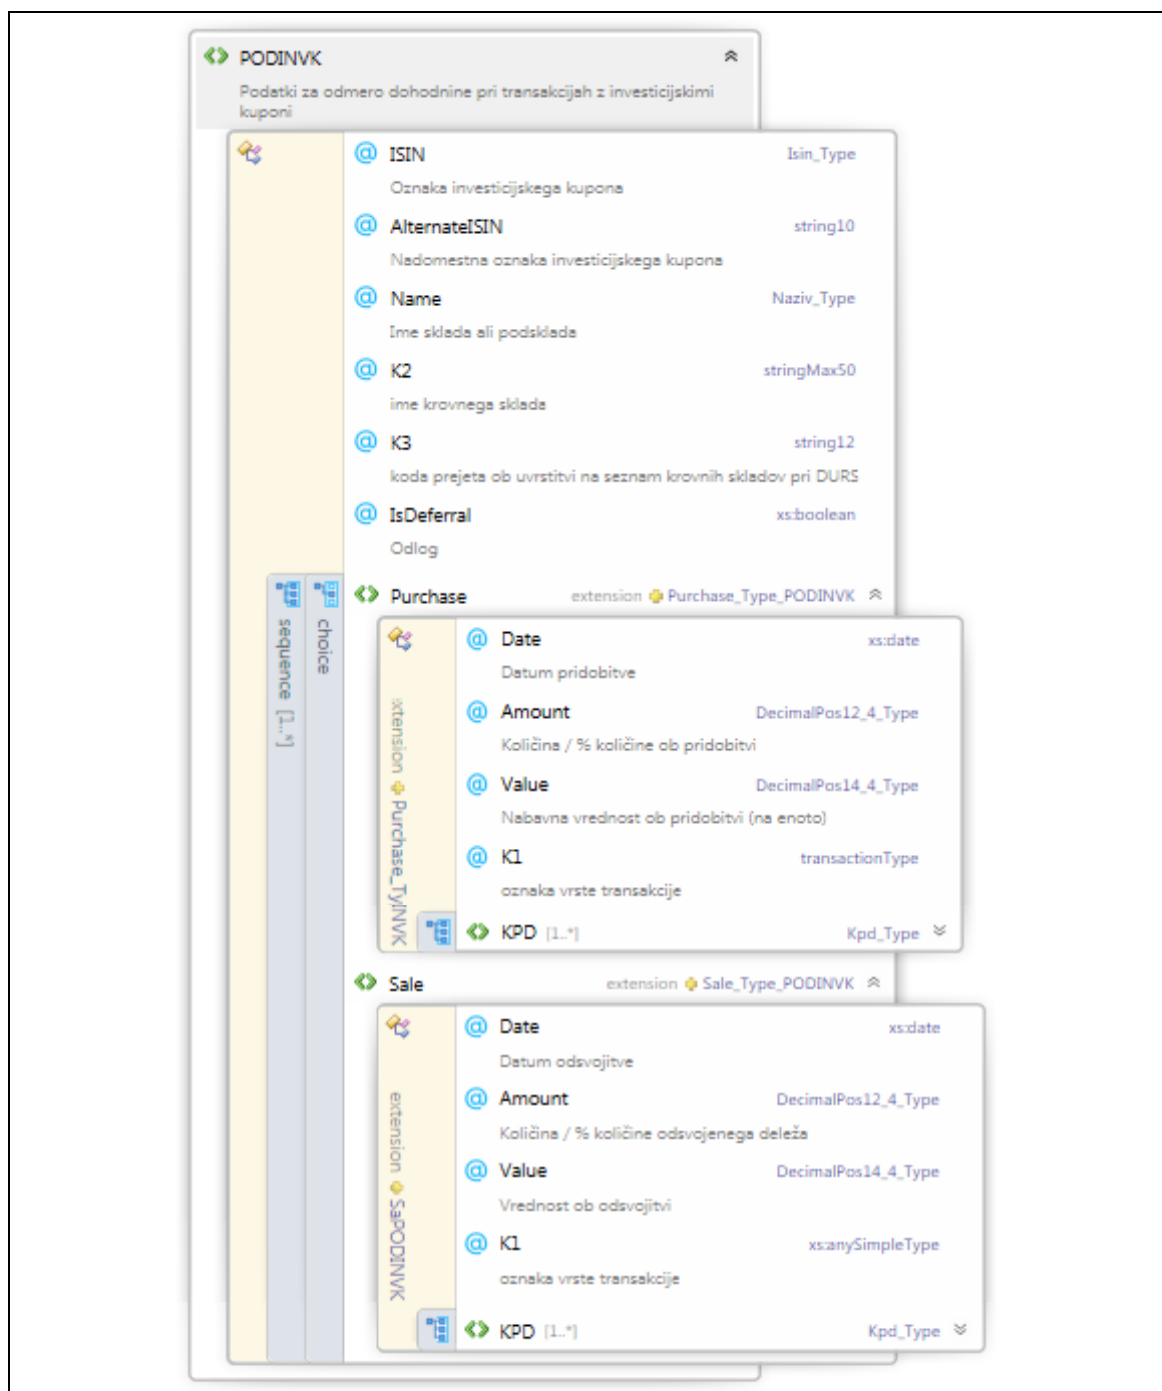 PODINVK
Podatki za odmero dohodnine pri transakcijah z investicijskimi
kuponi
@ ISIN Isin_Type
Oznaka investicijskega kupona
@ AlternateISIN string10
Nadomestna oznaka investicijskega kupona
@ Name Naziv_Type
Ime sklada ali podsklada
@ K2 stringMax50
ime krovnega sklada
@ K3 string12
koda prejeta ob uvrstitvi na seznam krovnih skladov pri DURS
@ IsDeferral xs:boolean
Odlog
sequence [1..*]
choice
Purchase extension Purchase_Type_PODINVK
xtension Purchase_TyINVK
@ Date xs:date
Datum pridobitve
@ Amount DecimalPos12_4_Type
Količina / % količine ob pridobitvi
@ Value DecimalPos14_4_Type
Nabavna vrednost ob pridobitvi (na enoto)
@ K1 transactionType
oznaka vrste transakcije
KPD [1..*] Kpd_Type
Sale extension Sale_Type_PODINVK
extension SaPODINVK
@ Date xs:date
Datum odsvojitve
@ Amount DecimalPos12_4_Type
Količina / % količine odsvojenega deleža
@ Value DecimalPos14_4_Type
Vrednost ob odsvojitvi
@ K1 xs:anySimpleType
oznaka vrste transakcije
KPD [1..*] Kpd_Type